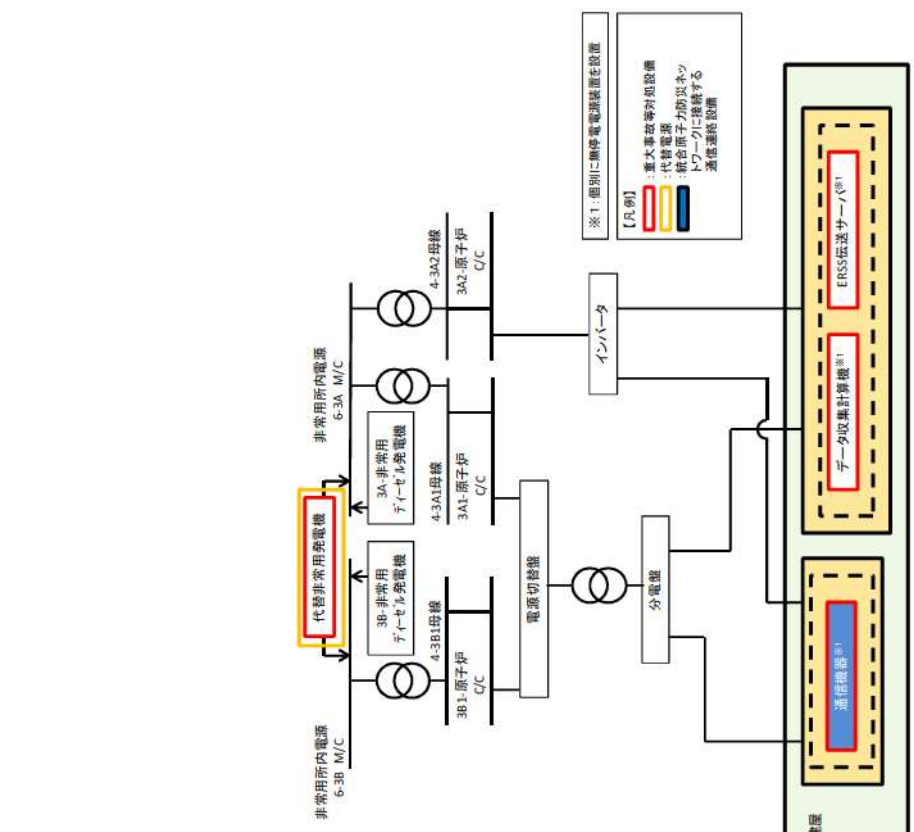 代替非常用発電機
非常用所内電源
6-3B M/C
非常用所内電源
6-3A M/C
3B-非常用
ディーゼル発電機
3A-非常用
ディーゼル発電機
4-3B1母線
3B1-原子炉
C/C
4-3A1母線
3A1-原子炉
C/C
4-3A2母線
3A2-原子炉
C/C
電源切替盤
分電盤
インバータ
通信機器※1
データ収集計算機※1
ERSS伝送サーバ※1
※1:個別に無停電電源装置を設置
【凡例】
:重大事故等対処設備
:代替電源
:統合原子力防災ネッ
トワークに接続する
通信連絡設備
建屋